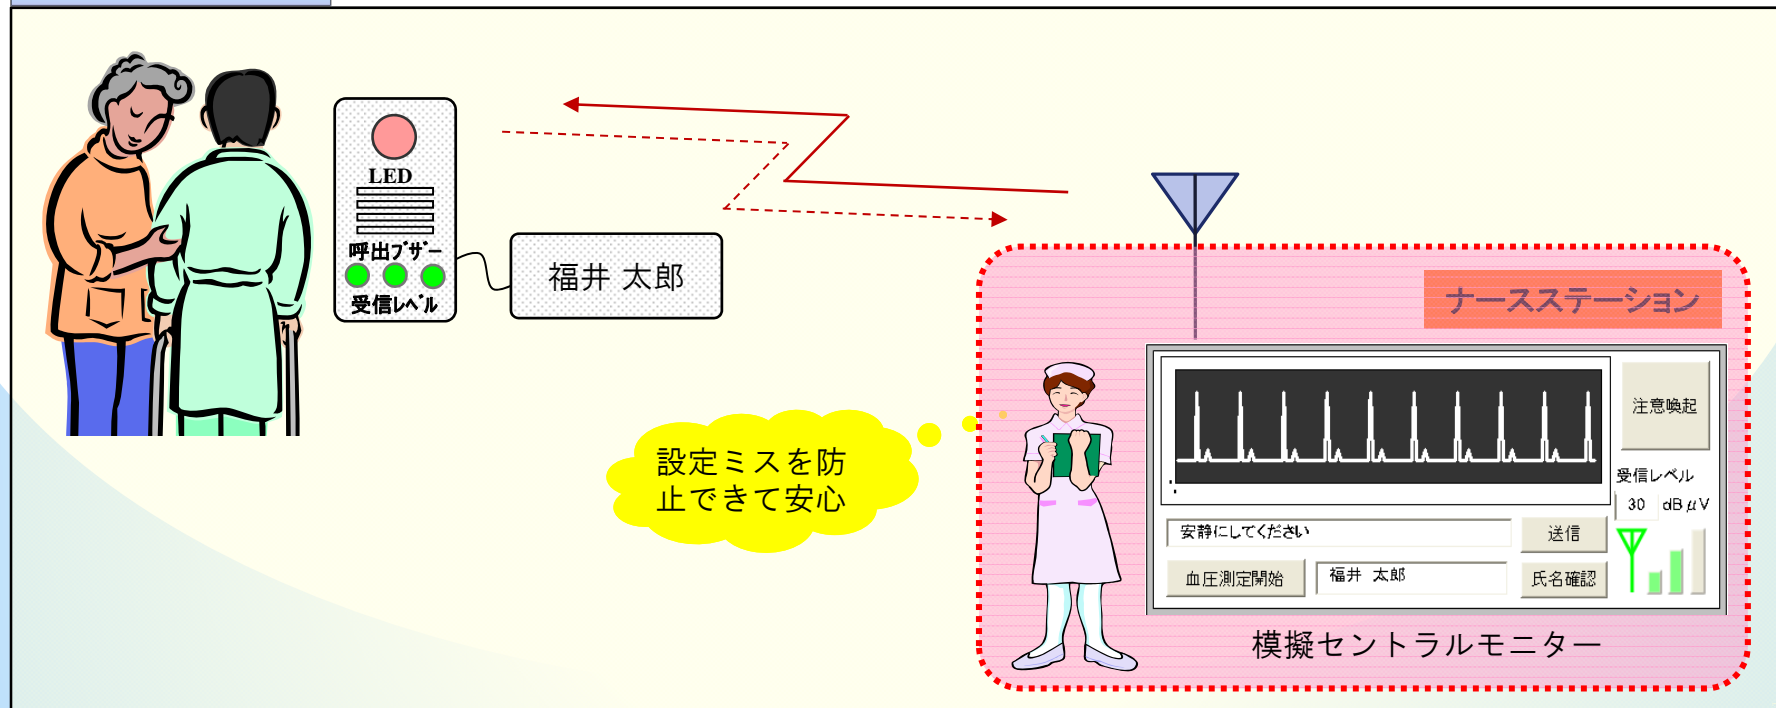 LED
呼出ブザー
受信レベル
福井 太郎
ナースステーション
設定ミスを防
止できて安心
注意喚起
受信レベル
30 dBμV
安静にしてください
送信
血圧測定開始
福井 太郎
氏名確認
模擬セントラルモニター